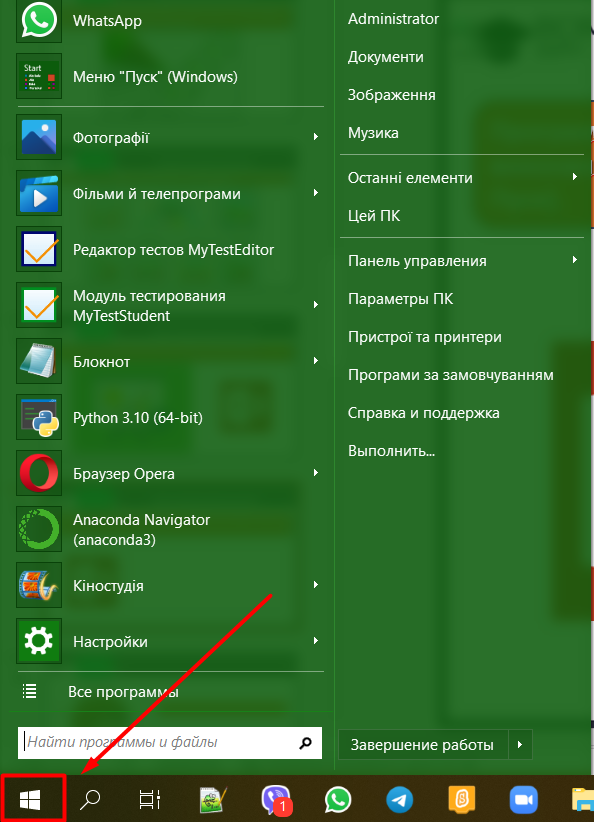 WhatsApp
Меню "Пуск" (Windows)
Фотографії
Фільми й телепрограми
Редактор тестов MyTestEditor
Модуль тестирования
MyTestStudent
Блокнот
Python 3.10 (64-bit)
Браузер Opera
Anaconda Navigator
(anaconda3)
Кіностудія
Настройки
Все программы
Найти программы и файлы
Administrator
Документи
Зображення
Музика
Останні елементи
Цей ПК
Панель управления
Параметры ПК
Пристрої та принтери
Програми за замовчуванням
Справка и поддержка
Выполнить...
Завершение работы
Start
1